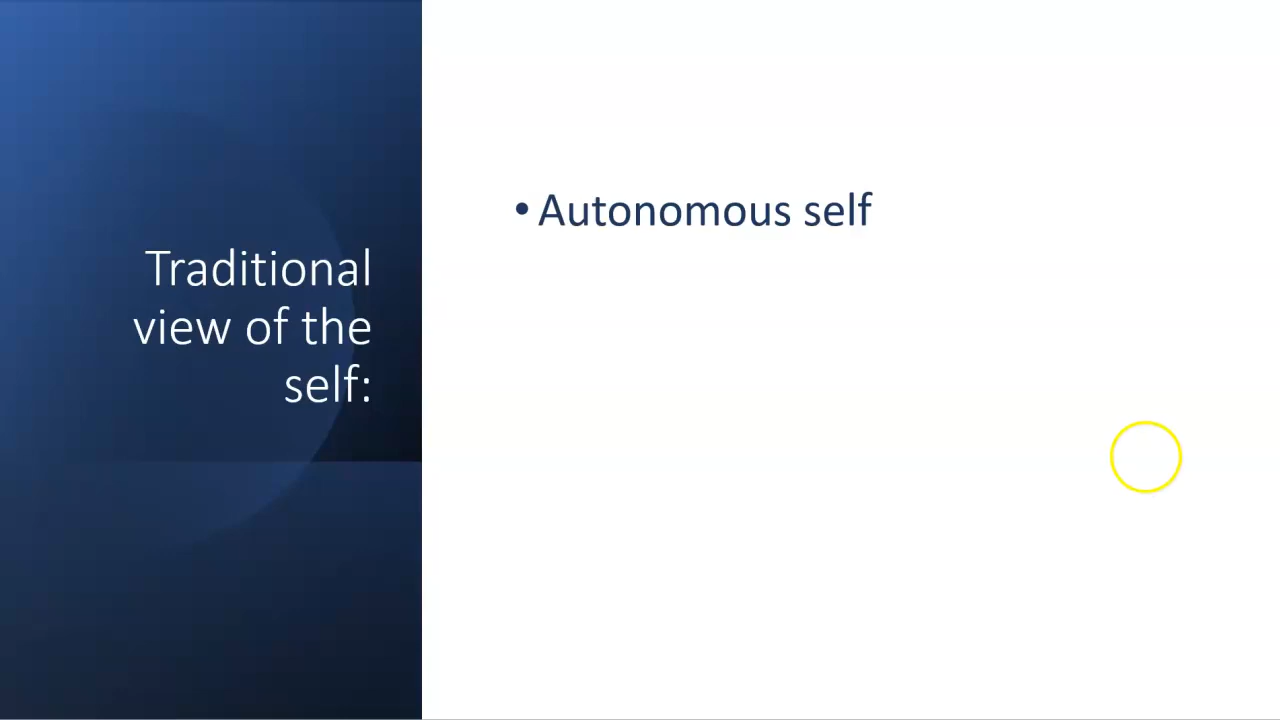 Traditional
view of the
self:
• Autonomous self